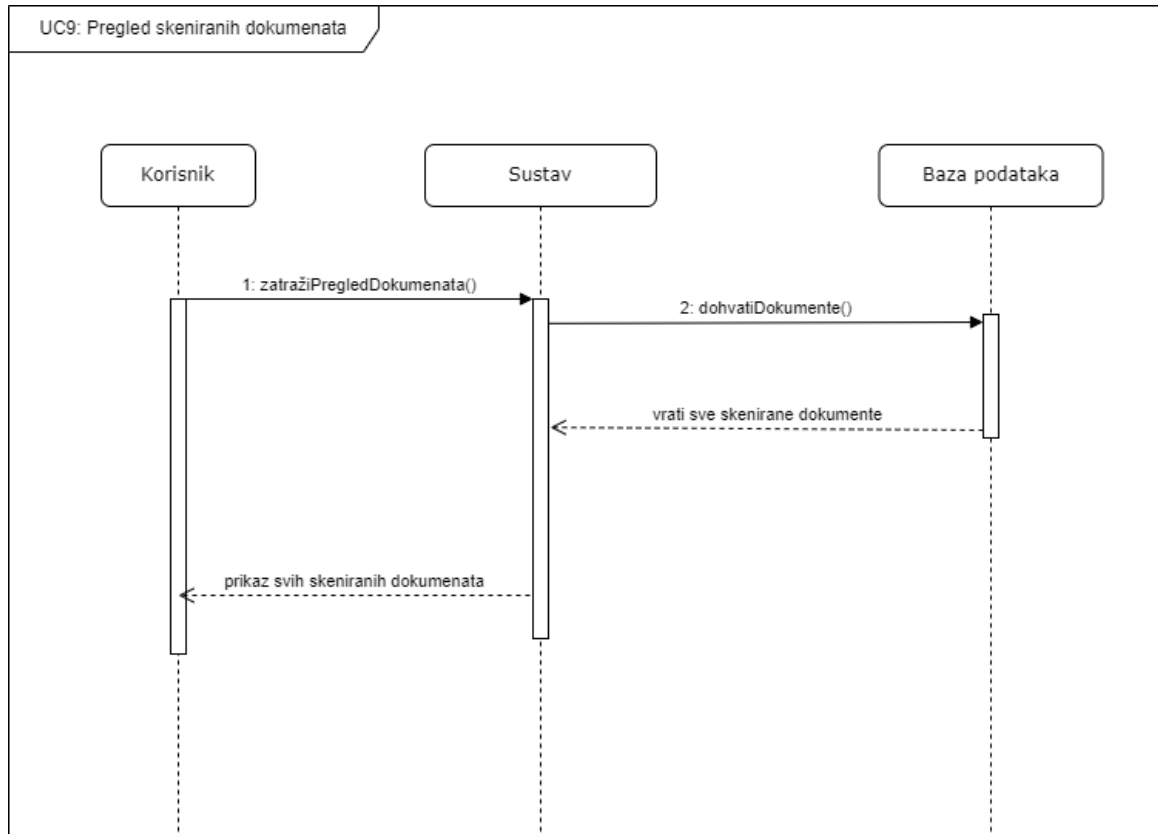 UC9: Pregled skeniranih dokumenata
Korisnik
Sustav
Baza podataka
1: zatražiPregledDokumenata()
2: dohvatiDokumente()
vrati sve skenirane dokumente
prikaz svih skeniranih dokumenata